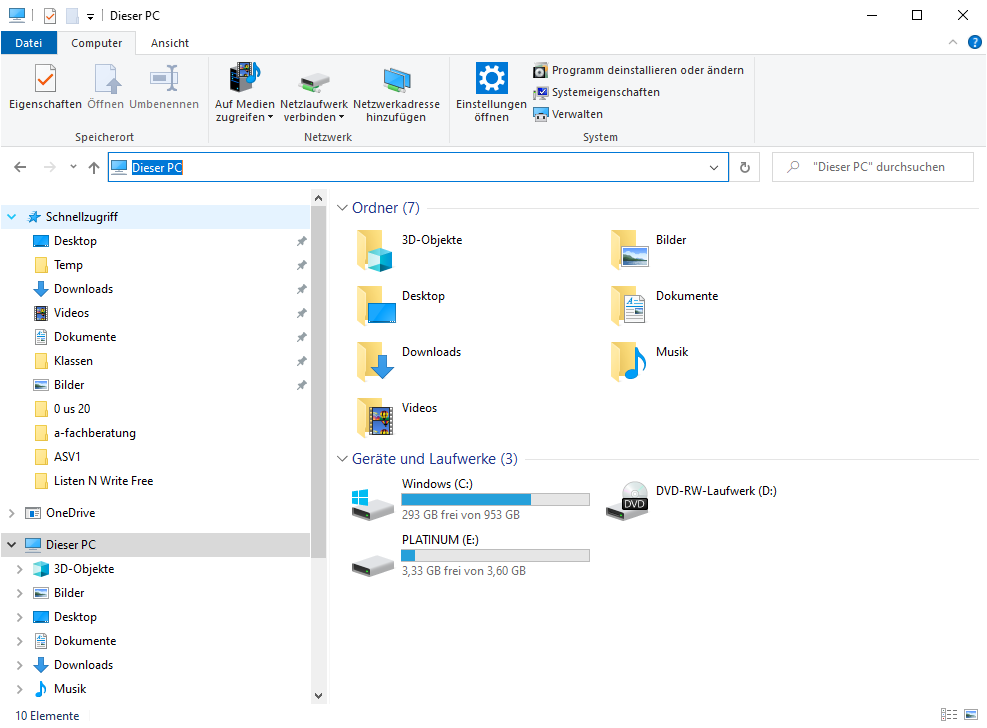 Dieser PC
Datei
Computer
Ansicht
Eigenschaften
Öffnen
Umbenennen
Auf Medien
zugreifen
Netzlaufwerk
verbinden
Netzwerkadresse
hinzufügen
Einstellungen
öffnen
Programm deinstallieren oder ändern
Systemeigenschaften
Verwalten
Speicherort
Netzwerk
System
Dieser PC
"Dieser PC" durchsuchen
Schnellzugriff
Desktop
Temp
Downloads
Videos
Dokumente
Klassen
Bilder
0 us 20
a-fachberatung
ASV1
Listen N Write Free
OneDrive
Dieser PC
3D-Objekte
Bilder
Desktop
Dokumente
Downloads
Musik
Ordner (7)
3D-Objekte
Bilder
Desktop
Dokumente
Downloads
Musik
Videos
Geräte und Laufwerke (3)
Windows (C:)
293 GB frei von 953 GB
DVD
DVD-RW-Laufwerk (D:)
PLATINUM (E:)
3,33 GB frei von 3,60 GB
10 Elemente